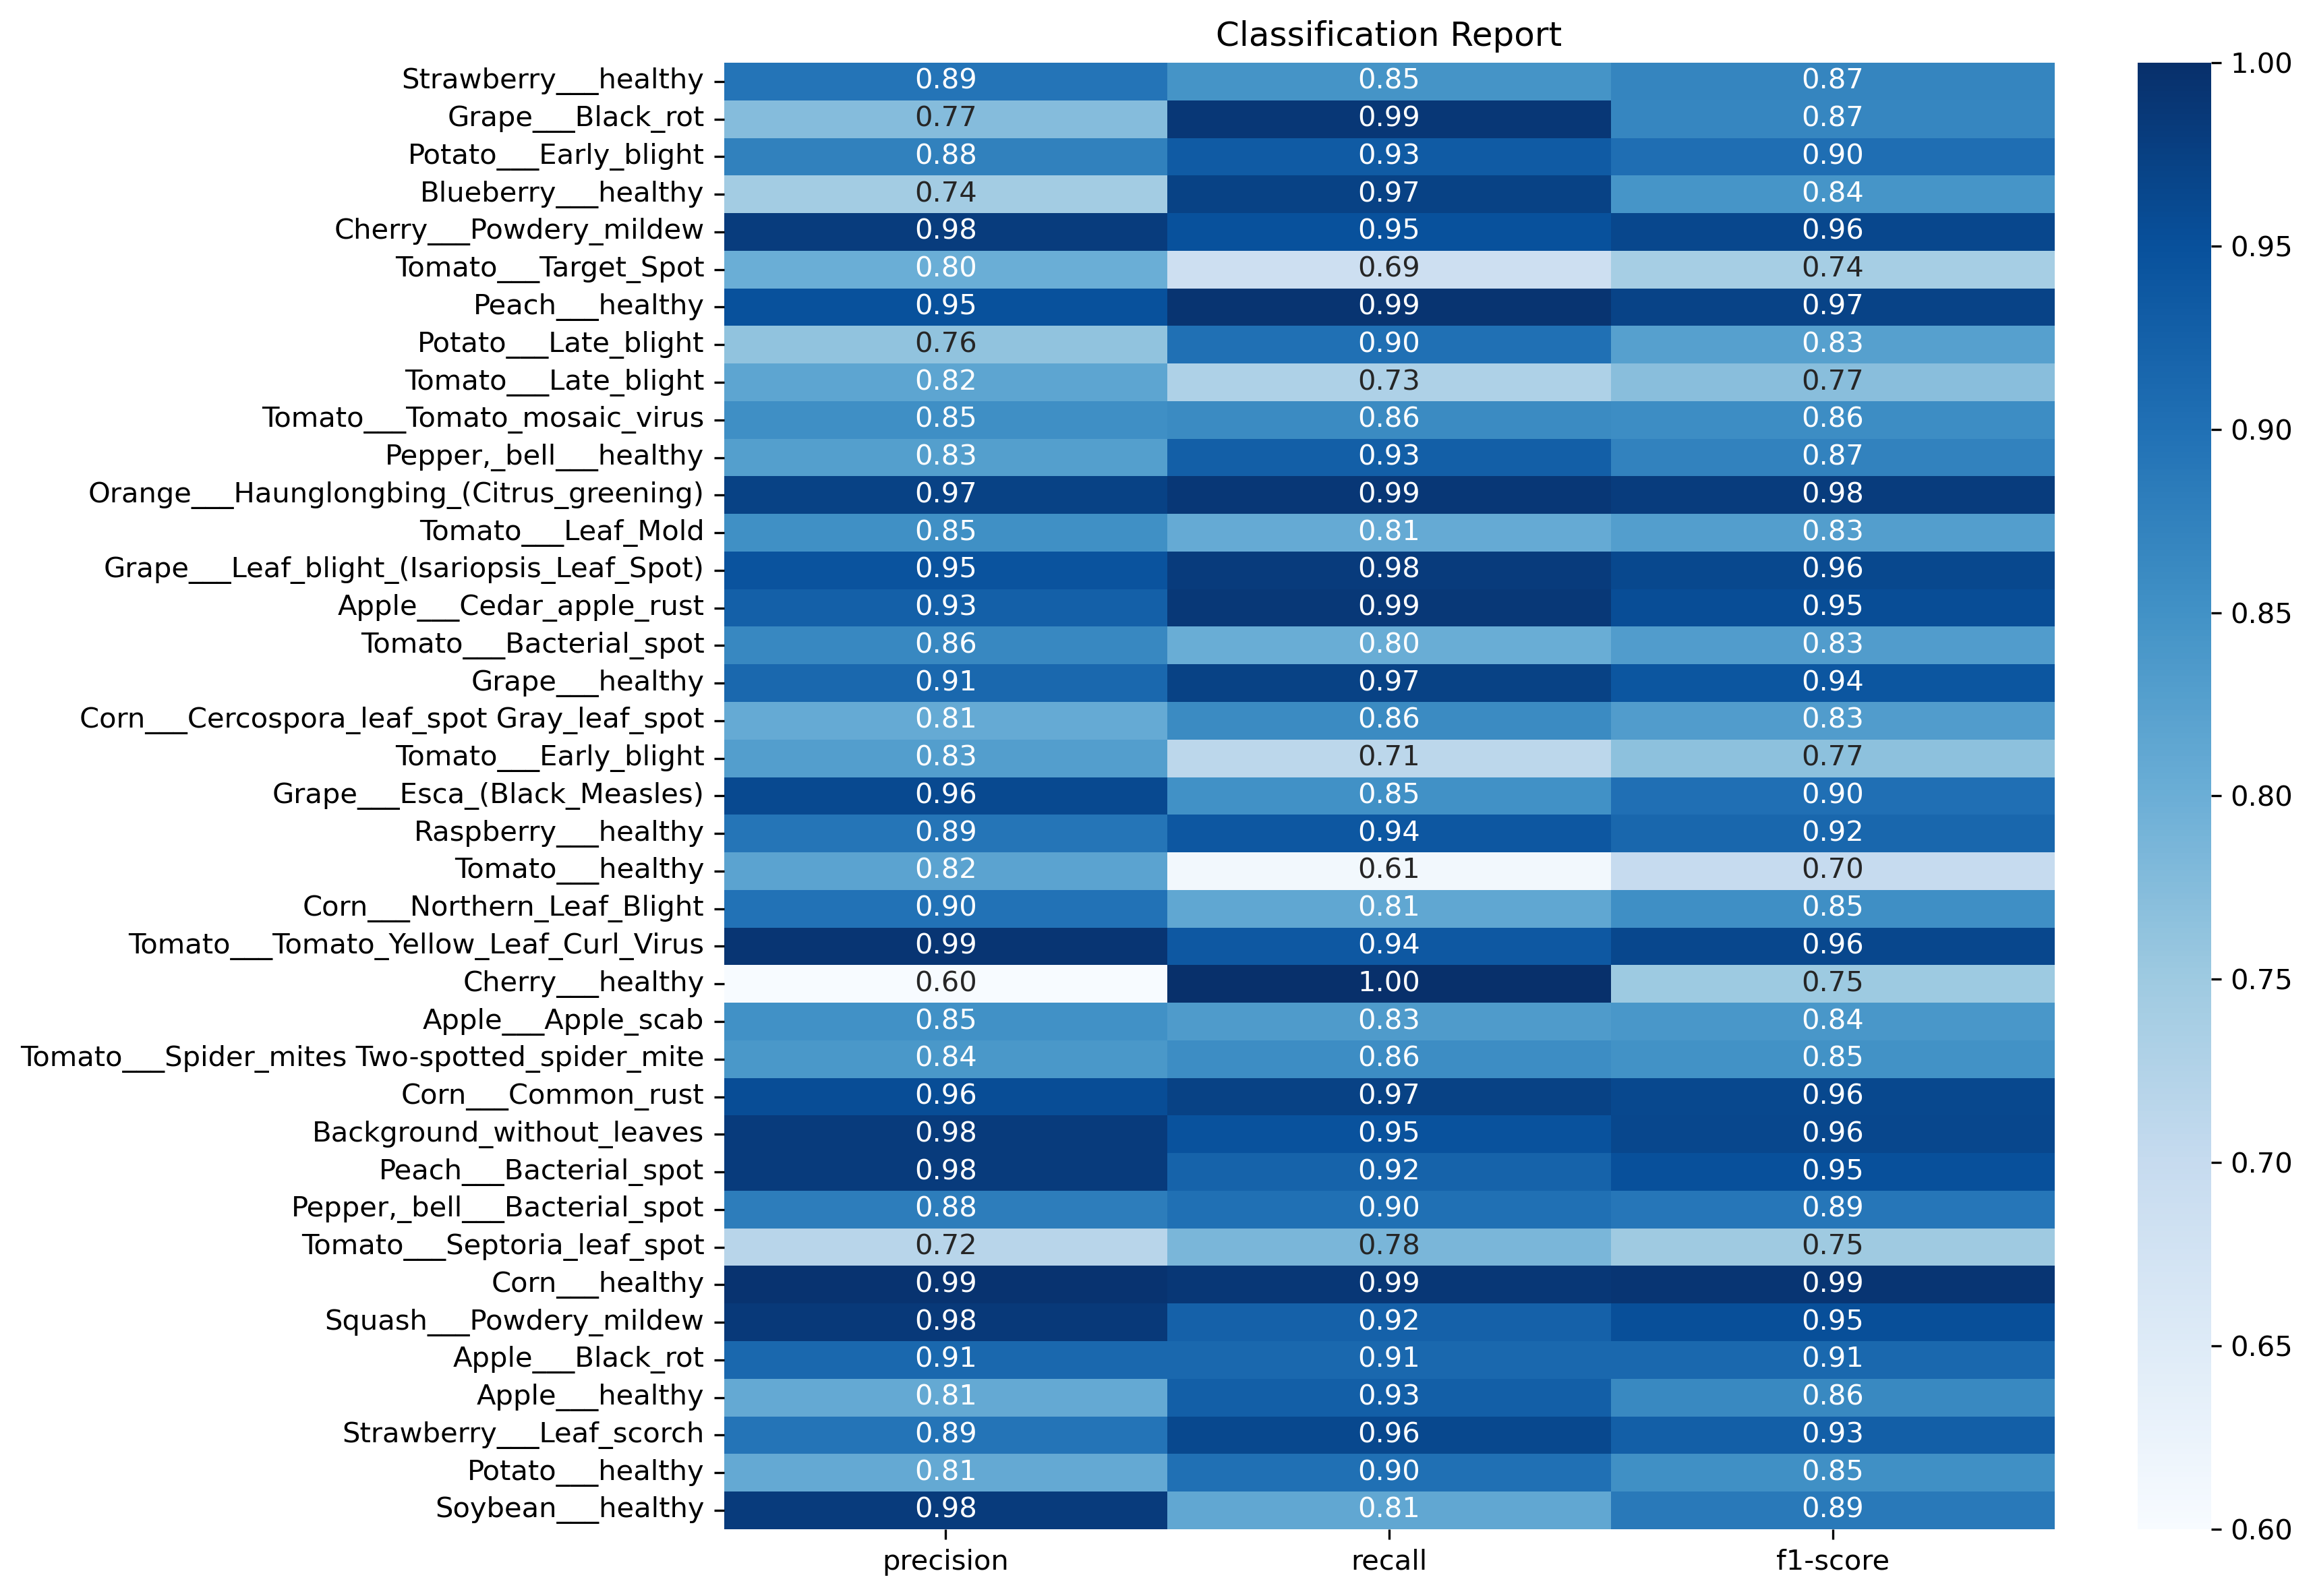 Classification Report
Strawberry___healthy 0.89 0.85 0.87
Grape___Black_rot 0.77 0.99 0.87
Potato___Early_blight 0.88 0.93 0.90
Blueberry___healthy 0.74 0.97 0.84
Cherry___Powdery_mildew 0.98 0.95 0.96
Tomato___Target_Spot 0.80 0.69 0.74
Peach___healthy 0.95 0.99 0.97
Potato___Late_blight 0.76 0.90 0.83
Tomato___Late_blight 0.82 0.73 0.77
Tomato___Tomato_mosaic_virus 0.85 0.86 0.86
Pepper,_bell___healthy 0.83 0.93 0.87
Orange___Haunglongbing_(Citrus_greening) 0.97 0.99 0.98
Tomato___Leaf_Mold 0.85 0.81 0.83
Grape___Leaf_blight_(Isariopsis_Leaf_Spot) 0.95 0.98 0.96
Apple___Cedar_apple_rust 0.93 0.99 0.95
Tomato___Bacterial_spot 0.86 0.80 0.83
Grape___healthy 0.91 0.97 0.94
Corn___Cercospora_leaf_spot Gray_leaf_spot 0.81 0.86 0.83
Tomato___Early_blight 0.83 0.71 0.77
Grape___Esca_(Black_Measles) 0.96 0.85 0.90
Raspberry___healthy 0.89 0.94 0.92
Tomato___healthy 0.82 0.61 0.70
Corn___Northern_Leaf_Blight 0.90 0.81 0.85
Tomato___Tomato_Yellow_Leaf_Curl_Virus 0.99 0.94 0.96
Cherry___healthy 0.60 1.00 0.75
Apple___Apple_scab 0.85 0.83 0.84
Tomato___Spider_mites Two-spotted_spider_mite 0.84 0.86 0.85
Corn___Common_rust 0.96 0.97 0.96
Background_without_leaves 0.98 0.95 0.96
Peach___Bacterial_spot 0.98 0.92 0.95
Pepper,_bell___Bacterial_spot 0.88 0.90 0.89
Tomato___Septoria_leaf_spot 0.72 0.78 0.75
Corn___healthy 0.99 0.99 0.99
Squash___Powdery_mildew 0.98 0.92 0.95
Apple___Black_rot 0.91 0.91 0.91
Apple___healthy 0.81 0.93 0.86
Strawberry___Leaf_scorch 0.89 0.96 0.93
Potato___healthy 0.81 0.90 0.85
Soybean___healthy 0.98 0.81 0.89
precision recall f1-score
1.00
0.95
0.90
0.85
0.80
0.75
0.70
0.65
0.60